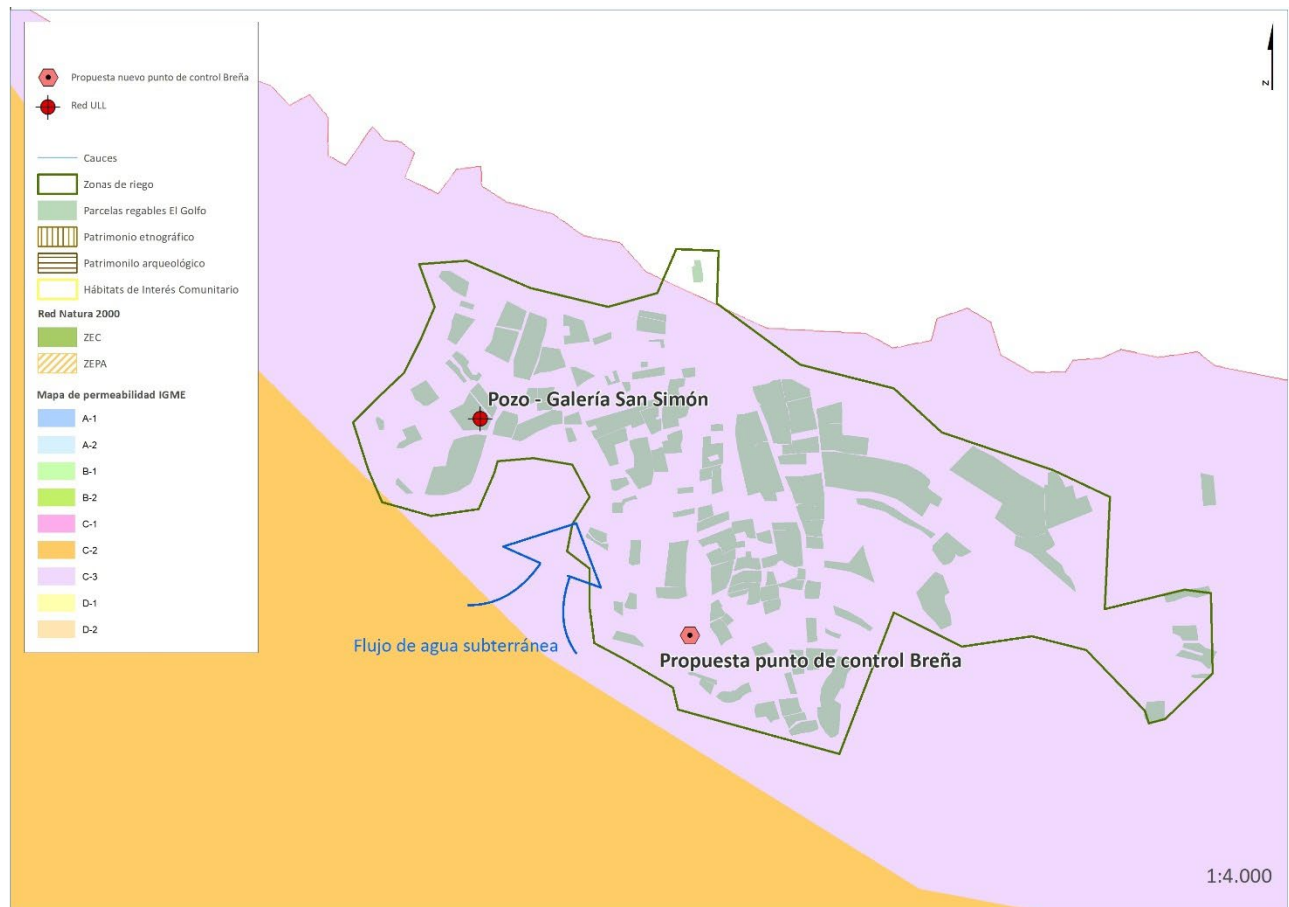 Propuesta nuevo punto de control Breña
Red ULL
Cauces
Zonas de riego
Parcelas regables El Golfo
Patrimonio etnográfico
Patrimonilo arqueológico
Hábitats de Interés Comunitario
Red Natura 2000
ZEC
ZEPA
Mapa de permeabilidad IGME
A-1
A-2
B-1
B-2
C-1
C-2
C-3
D-1
D-2
N
Pozo - Galería San Simón
Flujo de agua subterránea
Propuesta punto de control Breña
1:4.000